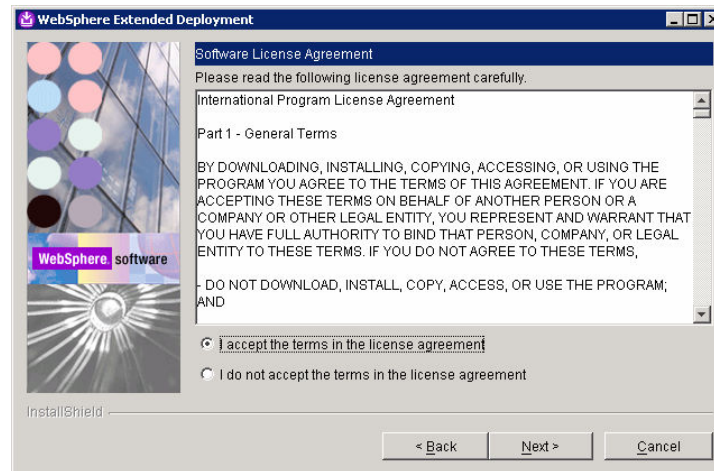 WebSphere Extended Deployment
Software License Agreement
Please read the following license agreement carefully.
International Program License Agreement
Part 1 - General Terms
BY DOWNLOADING, INSTALLING, COPYING, ACCESSING, OR USING THE
PROGRAM YOU AGREE TO THE TERMS OF THIS AGREEMENT. IF YOU ARE
ACCEPTING THESE TERMS ON BEHALF OF ANOTHER PERSON OR A
COMPANY OR OTHER LEGAL ENTITY, YOU REPRESENT AND WARRANT THAT
YOU HAVE FULL AUTHORITY TO BIND THAT PERSON, COMPANY, OR LEGAL
ENTITY TO THESE TERMS. IF YOU DO NOT AGREE TO THESE TERMS,
- DO NOT DOWNLOAD, INSTALL, COPY, ACCESS, OR USE THE PROGRAM;
AND
WebSphere. software
I accept the terms in the license agreement
I do not accept the terms in the license agreement
InstallShield
< Back Next > Cancel